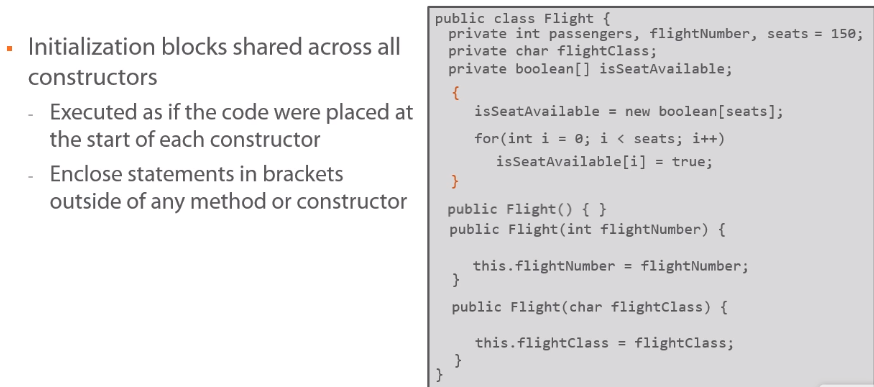 ▪ Initialization blocks shared across all
constructors
- Executed as if the code were placed at
the start of each constructor
- Enclose statements in brackets
outside of any method or constructor
public class Flight {
private int passengers, flightNumber, seats = 150;
private char flightClass;
private boolean[] isSeatAvailable;
{
isSeatAvailable = new boolean[seats];
for(int i = 0; i < seats; i++)
isSeatAvailable[i] = true;
}
public Flight() { }
public Flight(int flightNumber) {
this.flightNumber = flightNumber;
}
public Flight(char flightClass) {
this.flightClass = flightClass;
}
}